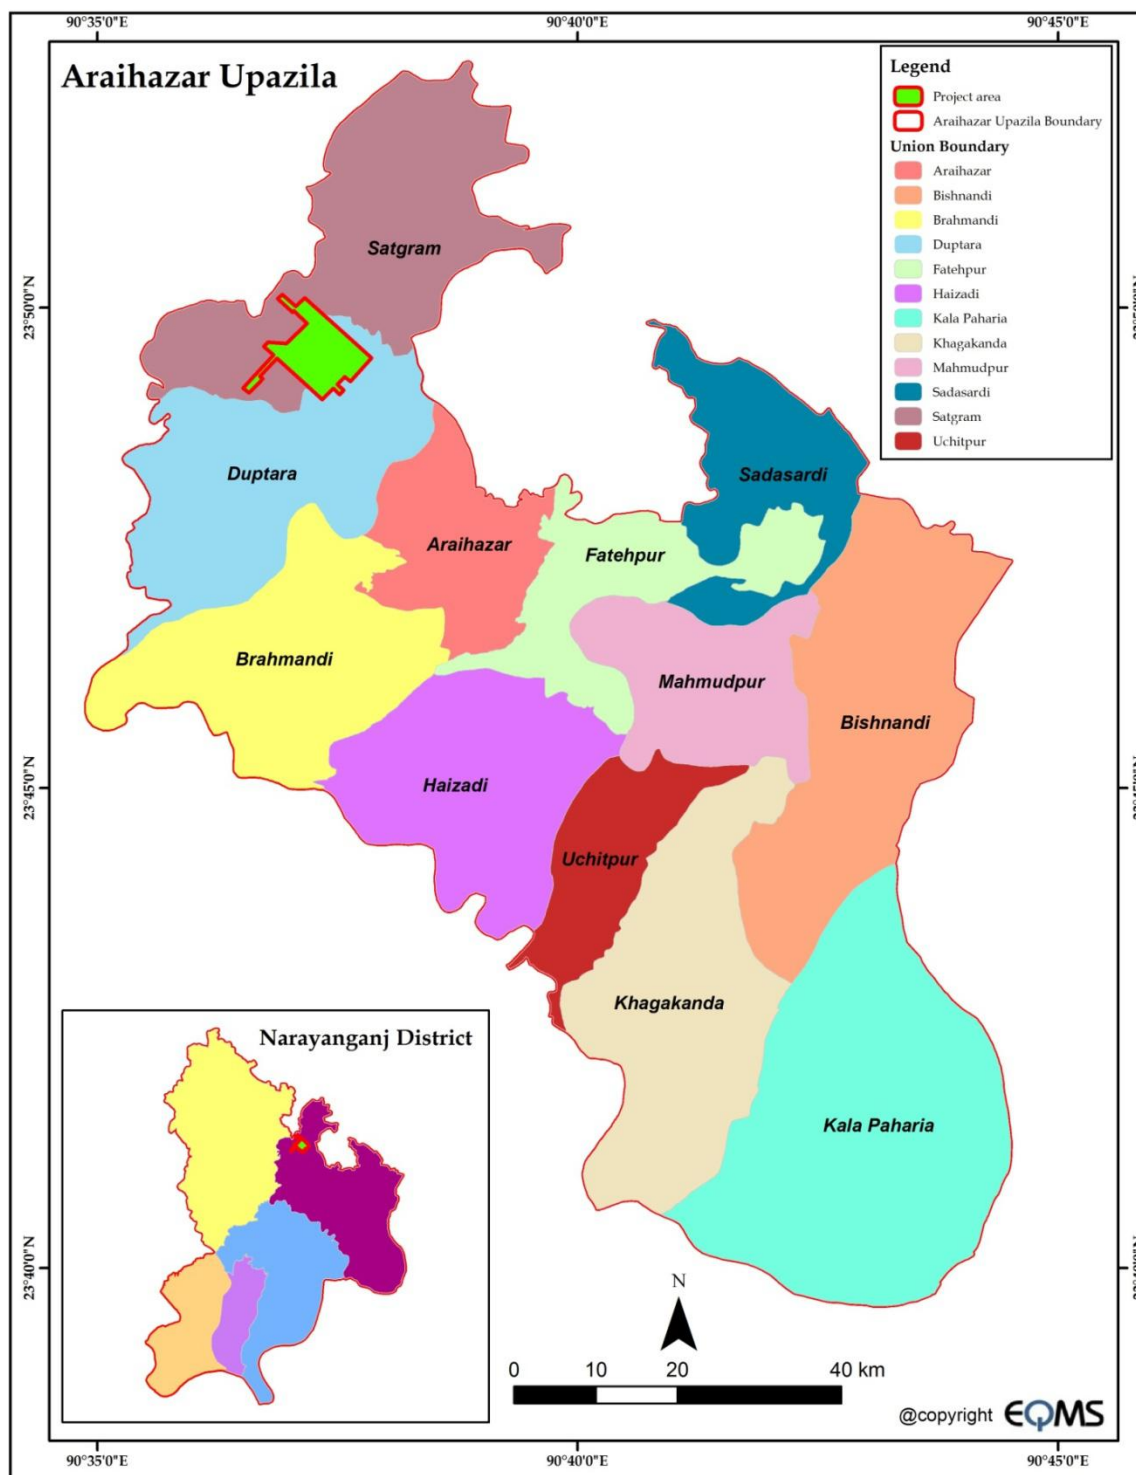 90°35'0"E
90°40'0"E
90°45'0"E
Araihazar Upazila
Legend
Project area
Araihazar Upazila Boundary
Union Boundary
Araihazar
Bishnandi
Brahmandi
Duptara
Fatehpur
Haizadi
Kala Paharia
Khagakanda
Mahmudpur
Sadasardi
Satgram
Uchitpur
Satgram
23°50'0"N
Duptara
Sadasardi
Araihazar
Fatehpur
Brahmandi
Mahmudpur
Bishnandi
23°45'0"N
Haizadi
Uchitpur
Khagakanda
Narayanganj District
Kala Paharia
23°40'0"N
N
0 10 20 40 km
@copyright EQMS
90°35'0"E
90°40'0"E
90°45'0"E